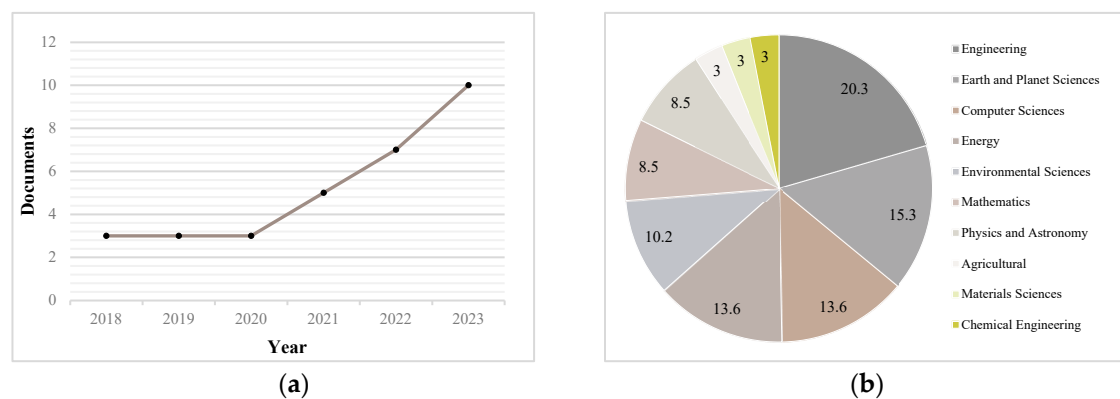 12
10
8
6
4
2
0
Documents
2018 2019 2020 2021 2022 2023
Year
(a)
20.3
15.3
13.6
13.6
10.2
8.5
8.5
3
3
3
Engineering
Earth and Planet Sciences
Computer Sciences
Energy
Environmental Sciences
Mathematics
Physics and Astronomy
Agricultural
Materials Sciences
Chemical Engineering
(b)